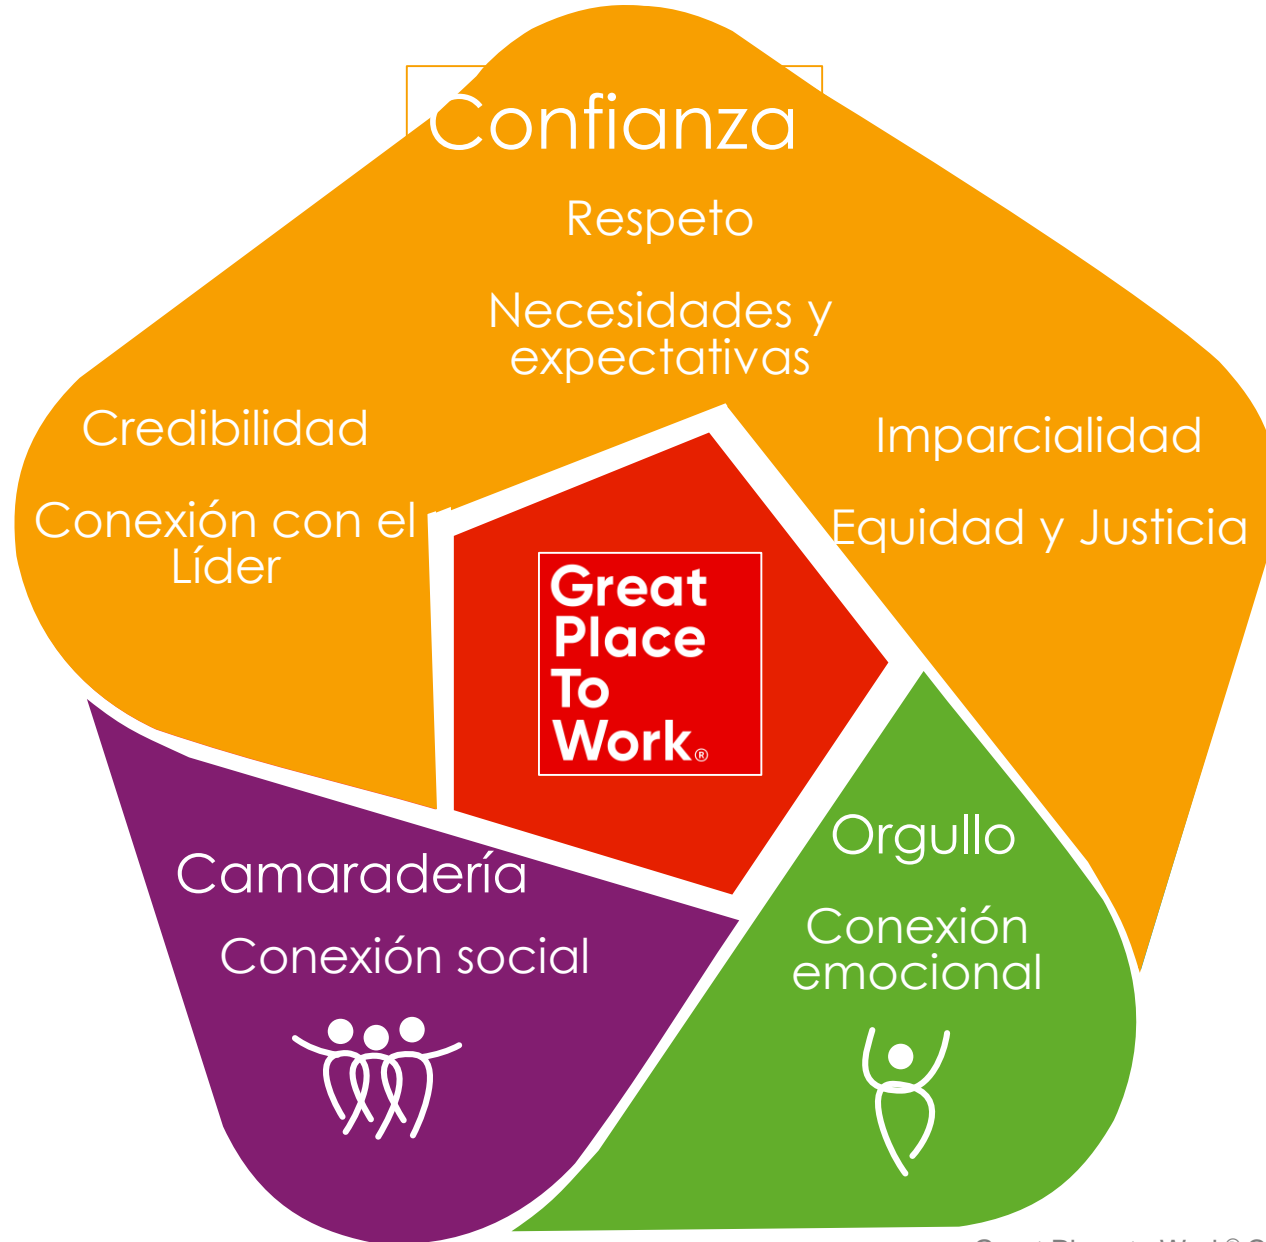 Confianza
Respeto
Necesidades y
expectativas
Credibilidad
Conexión con el
Líder
Imparcialidad
Equidad y Justicia
Great
Place
To
Work®
Camaradería
Conexión social
Orgullo
Conexión
emocional